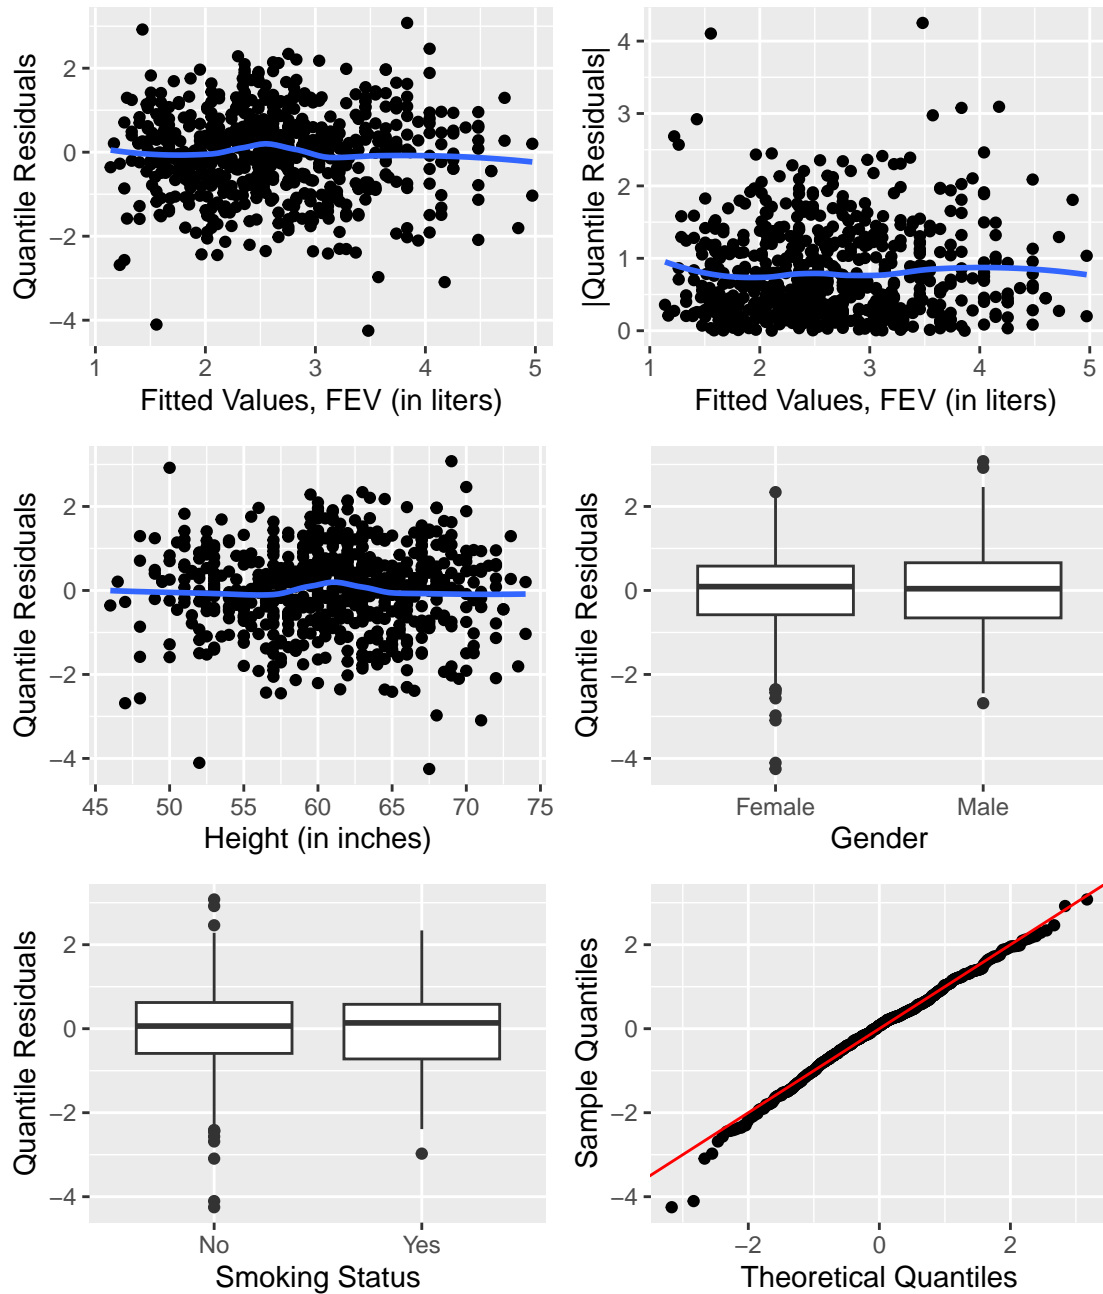 Quantile Residuals
2
0
−2
−4
1 2 3 4 5
Fitted Values, FEV (in liters)
|Quantile Residuals|
4
3
2
1
0
1 2 3 4 5
Fitted Values, FEV (in liters)
Quantile Residuals
2
0
−2
−4
45 50 55 60 65 70 75
Height (in inches)
Quantile Residuals
2
0
−2
−4
Female Male
Gender
Quantile Residuals
2
0
−2
−4
No Yes
Smoking Status
Sample Quantiles
2
0
−2
−4
−2 0 2
Theoretical Quantiles